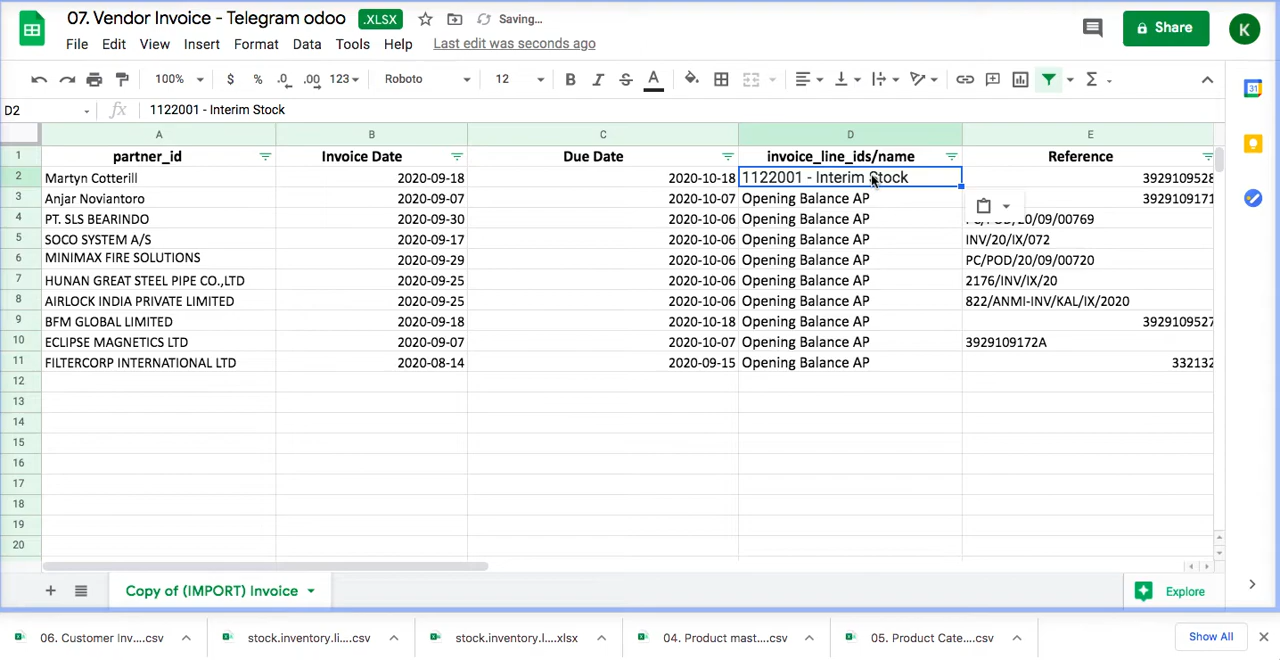 07. Vendor Invoice - Telegram odoo .XLSX Saving...
File Edit View Insert Format Data Tools Help Last edit was seconds ago
Share
K
100% $ % .0 .00 123 Roboto 12 B I S A Σ
D2 fx 1122001 - Interim Stock
A B C D E
1 partner_id Invoice Date Due Date invoice_line_ids/name Reference
2 Martyn Cotterill 2020-09-18 2020-10-18 1122001 - Interim Stock 3929109528
3 Anjar Noviantoro 2020-09-07 2020-10-07 Opening Balance AP 3929109171
4 PT. SLS BEARINDO 2020-09-30 2020-10-06 Opening Balance AP PC/POD/20/09/00769
5 SOCO SYSTEM A/S 2020-09-17 2020-10-06 Opening Balance AP INV/20/IX/072
6 MINIMAX FIRE SOLUTIONS 2020-09-29 2020-10-06 Opening Balance AP PC/POD/20/09/00720
7 HUNAN GREAT STEEL PIPE CO.,LTD 2020-09-25 2020-10-06 Opening Balance AP 2176/INV/IX/20
8 AIRLOCK INDIA PRIVATE LIMITED 2020-09-25 2020-10-06 Opening Balance AP 822/ANMI-INV/KAL/IX/2020
9 BFM GLOBAL LIMITED 2020-09-18 2020-10-18 Opening Balance AP 3929109527
10 ECLIPSE MAGNETICS LTD 2020-09-07 2020-10-07 Opening Balance AP 3929109172A
11 FILTERCORP INTERNATIONAL LTD 2020-08-14 2020-09-15 Opening Balance AP 332132
12
13
14
15
16
17
18
19
20
31
+ Copy of (IMPORT) Invoice Explore
06. Customer Inv....csv stock.inventory.li....csv stock.inventory.l....xlsx 04. Product mast....csv 05. Product Cate....csv Show All